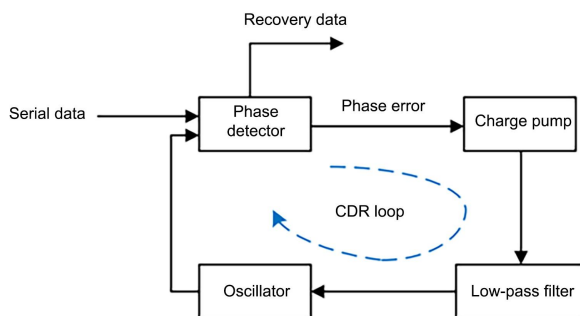 Recovery data
Serial data
Phase
detector
Phase error
Charge pump
CDR loop
Oscillator
Low-pass filter